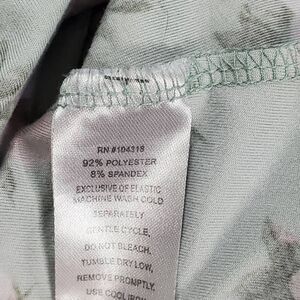 RN #104318
92% POLYESTER
8% SPANDEX
EXCLUSIVE OF ELASTIC
MACHINE WASH COLD
SEPARATELY
GENTLE CYCLE,
DO NOT BLEACH.
TUMBLE DRY LOW,
REMOVE PROMPTLY.
USE COOL IRON